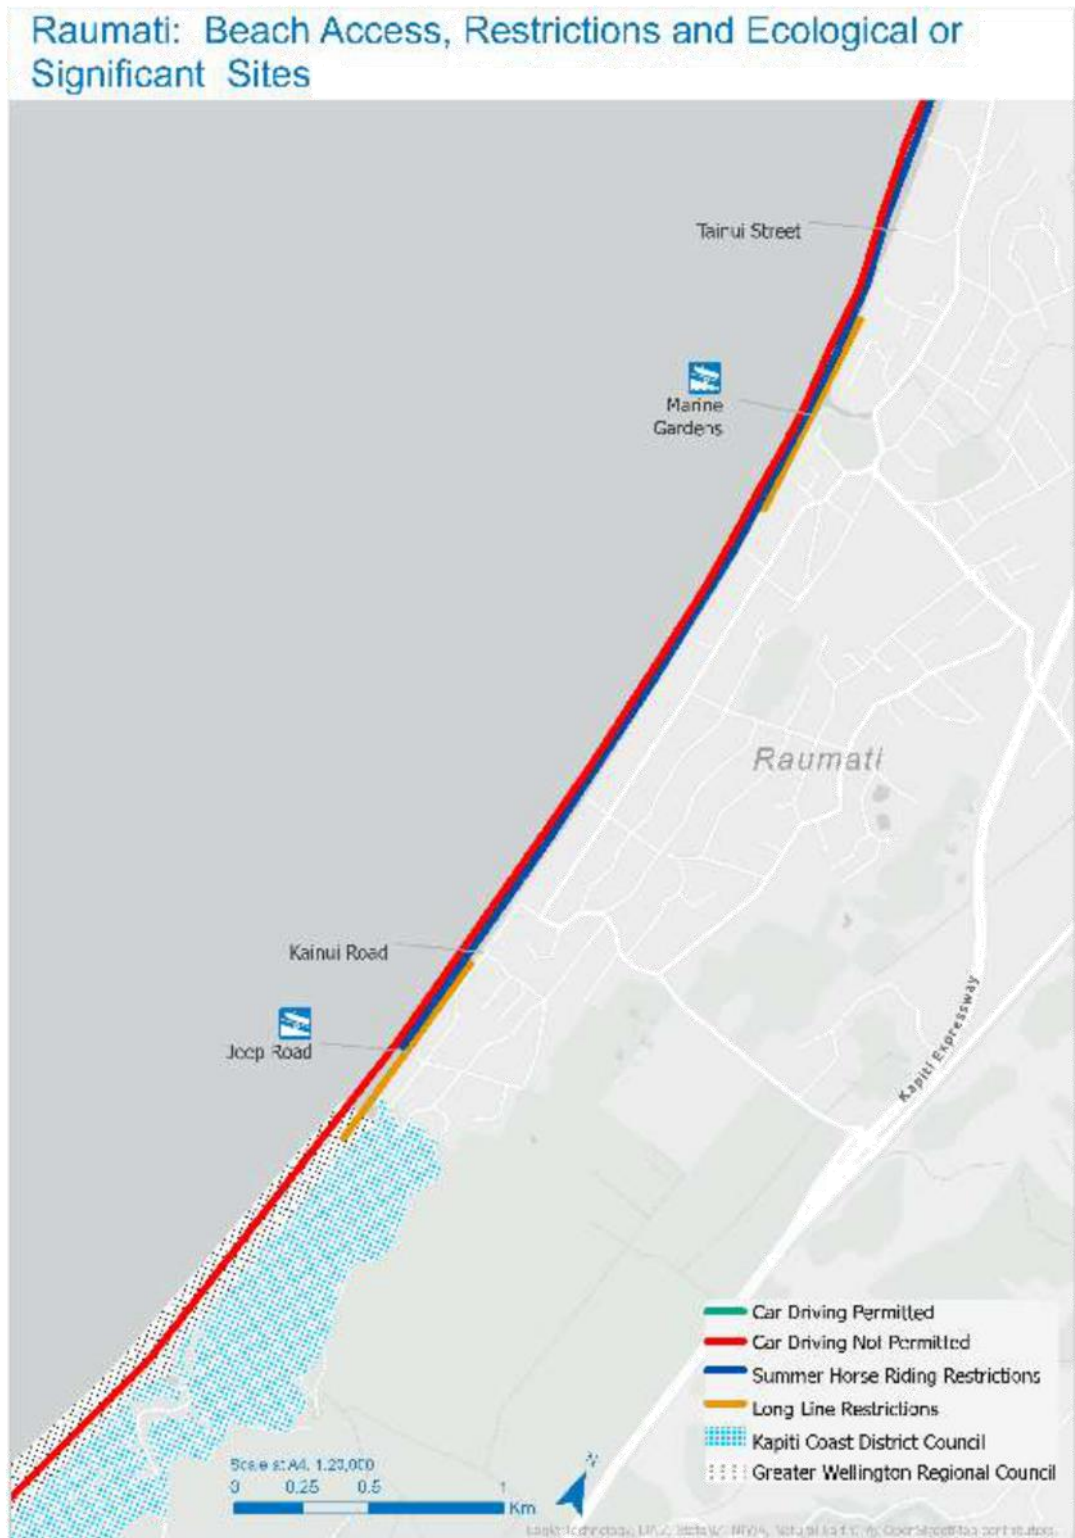 Raumati: Beach Access, Restrictions and Ecological or
Significant Sites
Tainui Street
Marine
Gardens
Raumati
Kainui Road
Jeep Road
Kapiti Expressway
Car Driving Permitted
Car Driving Not Permitted
Summer Horse Riding Restrictions
Long Line Restrictions
Kapiti Coast District Council
Greater Wellington Regional Council
Scale at A4. 1:20,000
0 0.25 0.5 1
Km
N